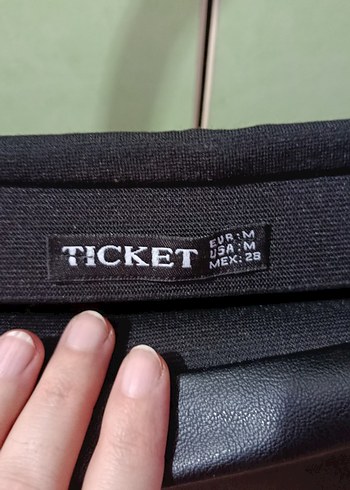 TICKET
EUR: M
USA: M
MEX: 28